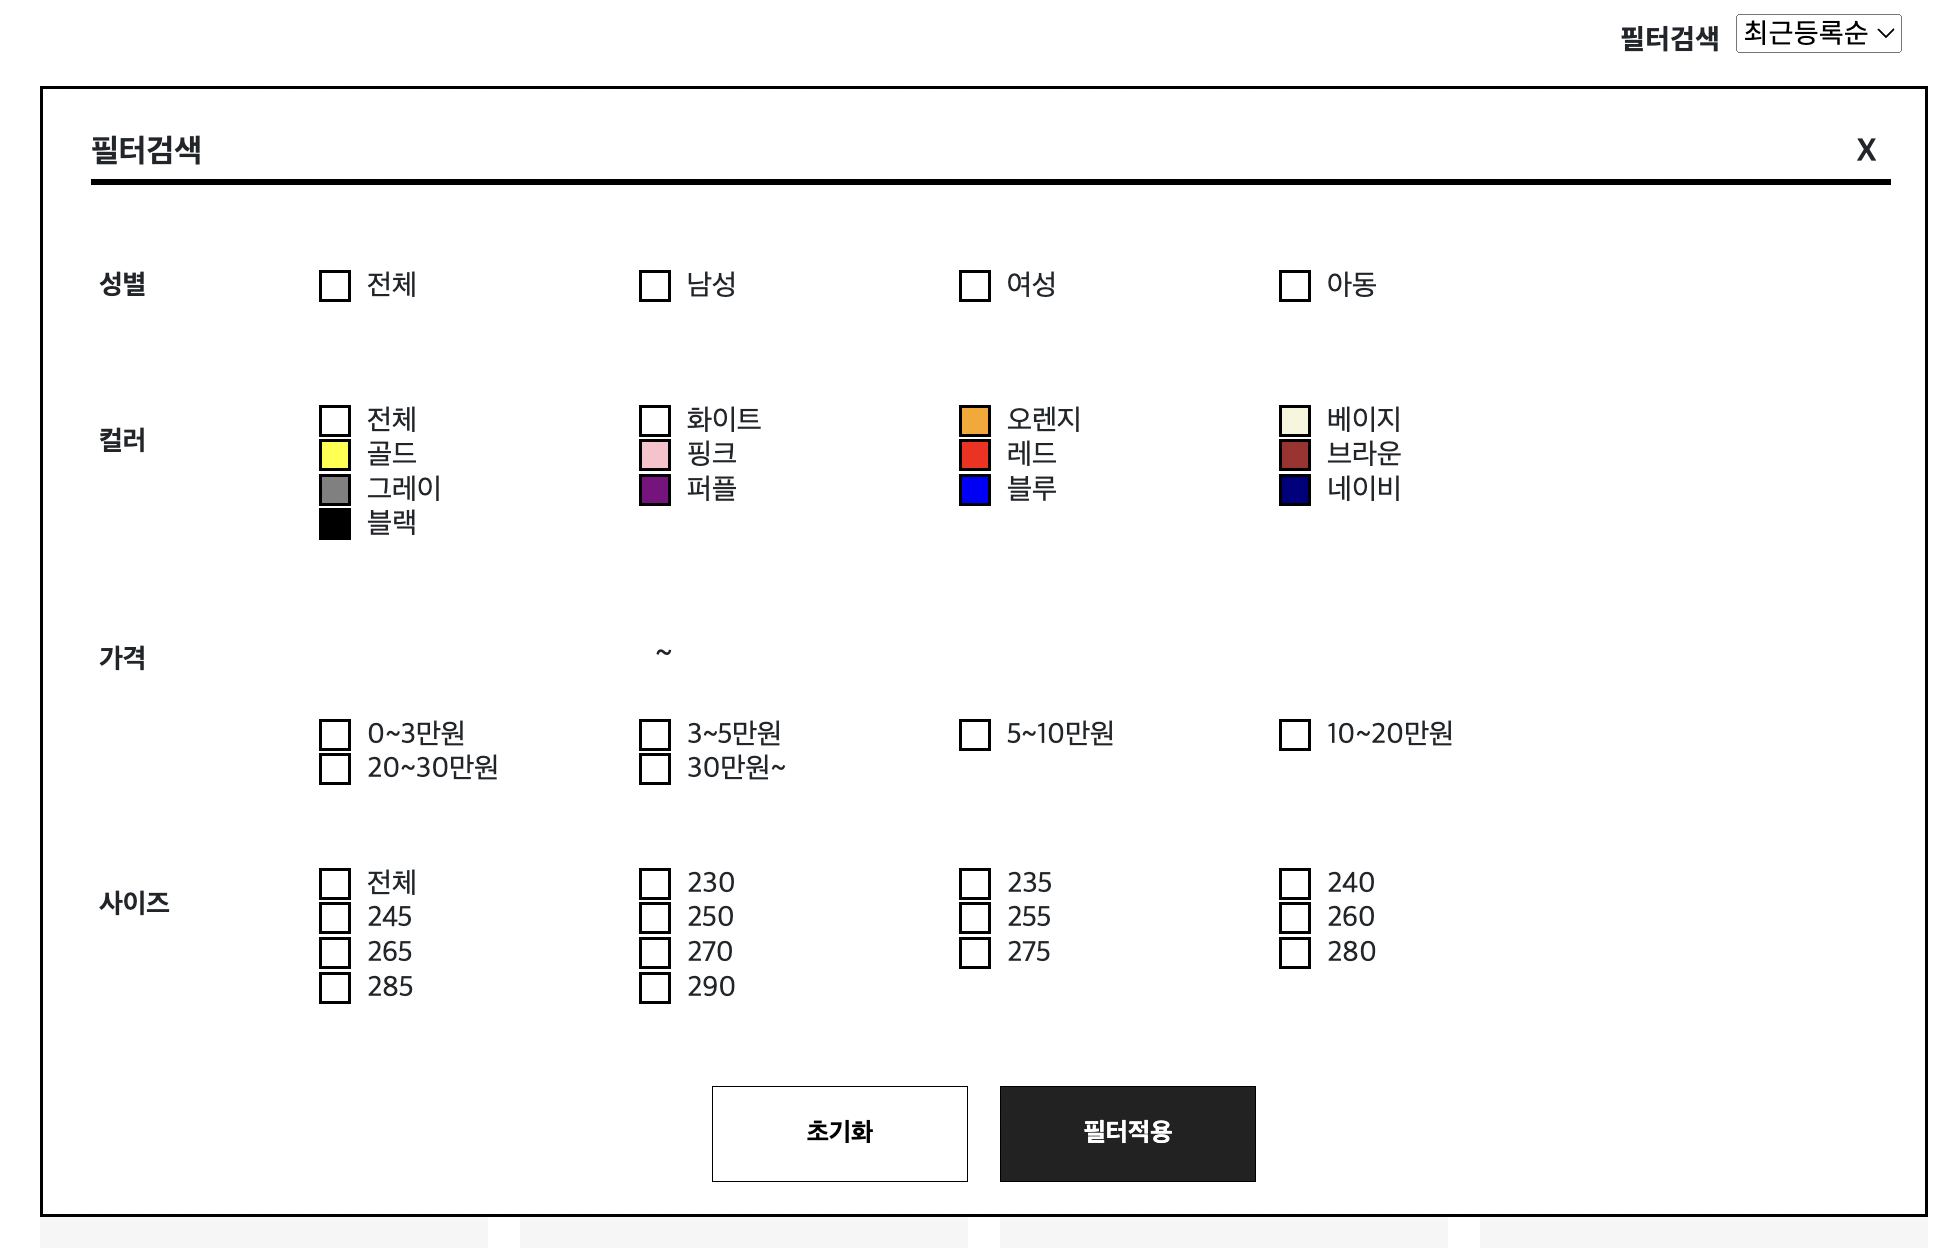 필터검색 최근등록순
필터검색 X
성별 전체 남성 여성 아동
컬러 전체 화이트 오렌지 베이지
골드 핑크 레드 브라운
그레이 퍼플 블루 네이비
블랙
가격 ~
0~3만원 3~5만원 5~10만원 10~20만원
20~30만원 30만원~
사이즈 전체 230 235 240
245 250 255 260
265 270 275 280
285 290
초기화 필터적용